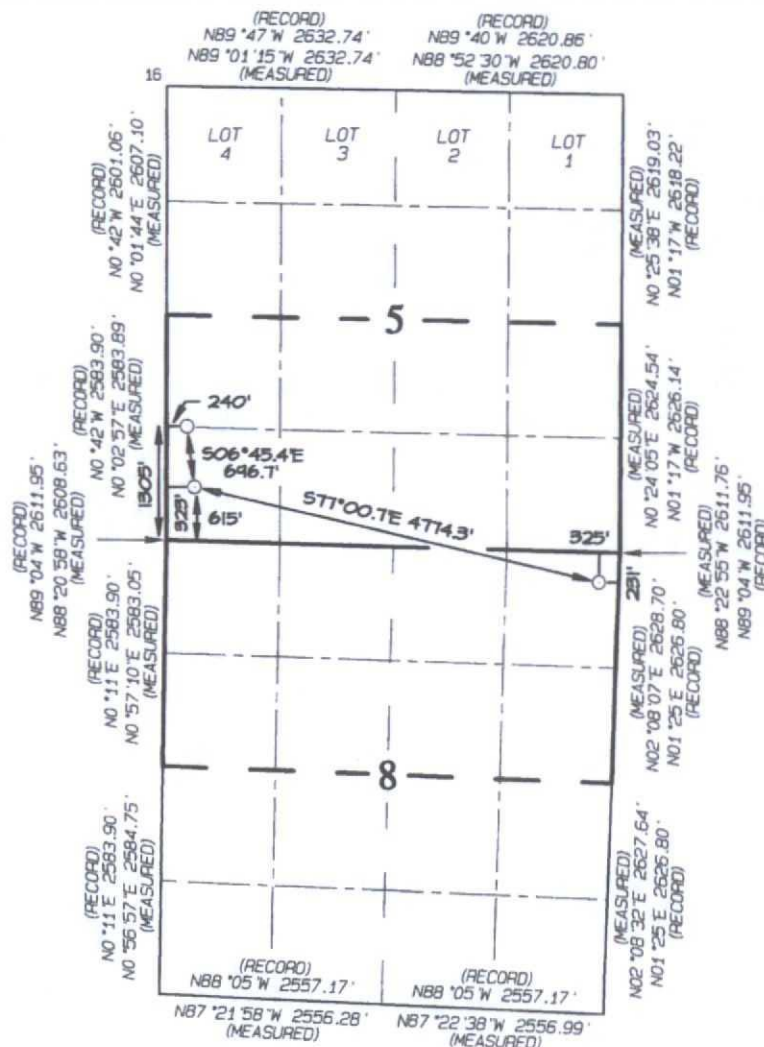 (RECORD)
N89 °47 'W 2632.74 '
N89 °01 '15 "W 2632.74 '
(MEASURED)
(RECORD)
N89 °40 'W 2620.86 '
N88 °52 '30 "W 2620.80 '
(MEASURED)
16
LOT
4
LOT
3
LOT
2
LOT
1
(RECORD)
N0 °42 'W 2601.06 '
N0 °01 '44 "E 2607.10 '
(MEASURED)
(MEASURED)
N0 °25 '38 "E 2619.03 '
N01 °17 'W 2618.22 '
(RECORD)
5
(RECORD)
N0 °42 'W 2583.90 '
N0 °02 '57 "E 2583.89 '
(MEASURED)
(MEASURED)
N0 °24 '05 "E 2624.54 '
N01 °17 'W 2626.14 '
(RECORD)
240'
S06°45.4'E
696.7'
1305'
323'
615'
S77°00.7'E 4774.3'
325'
231'
(RECORD)
N89 °04 'W 2611.95 '
N88 °20 '58 "W 2608.63 '
(MEASURED)
(MEASURED)
N88 °22 '55 "W 2611.76 '
N89 °04 'W 2611.95 '
(RECORD)
(RECORD)
N0 °11 'E 2583.90 '
N0 °57 '10 "E 2583.05 '
(MEASURED)
(MEASURED)
N02 °08 '07 "E 2628.70 '
N01 °25 'E 2626.80 '
(RECORD)
8
(RECORD)
N0 °11 'E 2583.90 '
N0 °56 '57 "E 2584.75 '
(MEASURED)
(MEASURED)
N02 °08 '32 "E 2627.64 '
N01 °25 'E 2626.80 '
(RECORD)
(RECORD)
N88 °05 'W 2557.17 '
N87 °21 '58 "W 2556.28 '
(MEASURED)
(RECORD)
N88 °05 'W 2557.17 '
N87 °22 '38 "W 2556.99 '
(MEASURED)